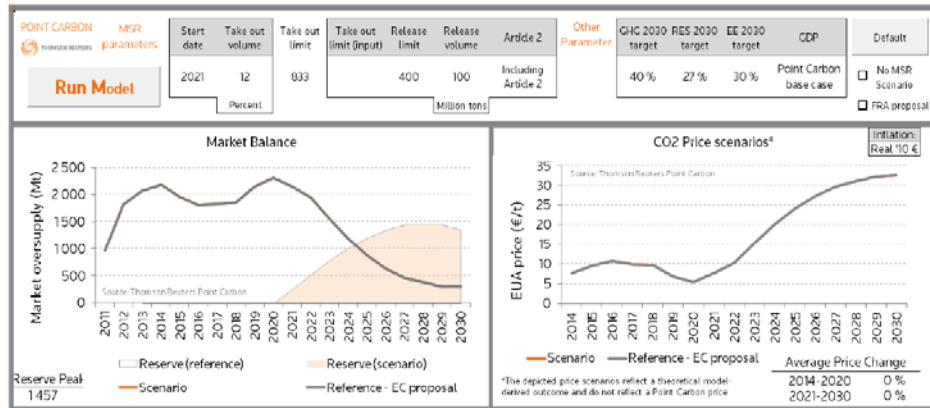 POINT CARBON
THOMSON REUTERS
MSR
parameters
Run Model
Start
date
2021
Take out
volume
12
Percent
Take out
limit
833
Take out
limit (input)
Release
limit
400
Release
volume
100
Million tons
Article 2
Including
Article 2
Other
Parameter
GHG 2030
target
40 %
RES 2030
target
27 %
EE 2030
target
30 %
GDP
Point Carbon
base case
Default
No MSR
Scenario
FRA proposal
Market Balance
Market oversupply (Mt)
2 500
2000
1500
1000
500
0
Source: Thomson Reuters Point Carbon
2011 2012 2013 2014 2015 2016 2017 2018 2019 2020 2021 2022 2023 2024 2025 2026 2027 2028 2029 2030
Reserve (reference)
Reserve (scenario)
Scenario
Reference - EC proposal
Reserve Peak
1457
CO2 Price scenarios*
Inflation:
Real '10 €
EUA price (€/t)
35
30
25
20
15
10
5
0
Source: Thomson Reuters Point Carbon
2014 2015 2016 2017 2018 2019 2020 2021 2022 2023 2024 2025 2026 2027 2028 2029 2030
Scenario
Reference - EC proposal
*The depicted price scenarios reflect a theoretical model-
derived outcome and do not reflect a Point Carbon price
Average Price Change
2014-2020 0 %
2021-2030 0 %